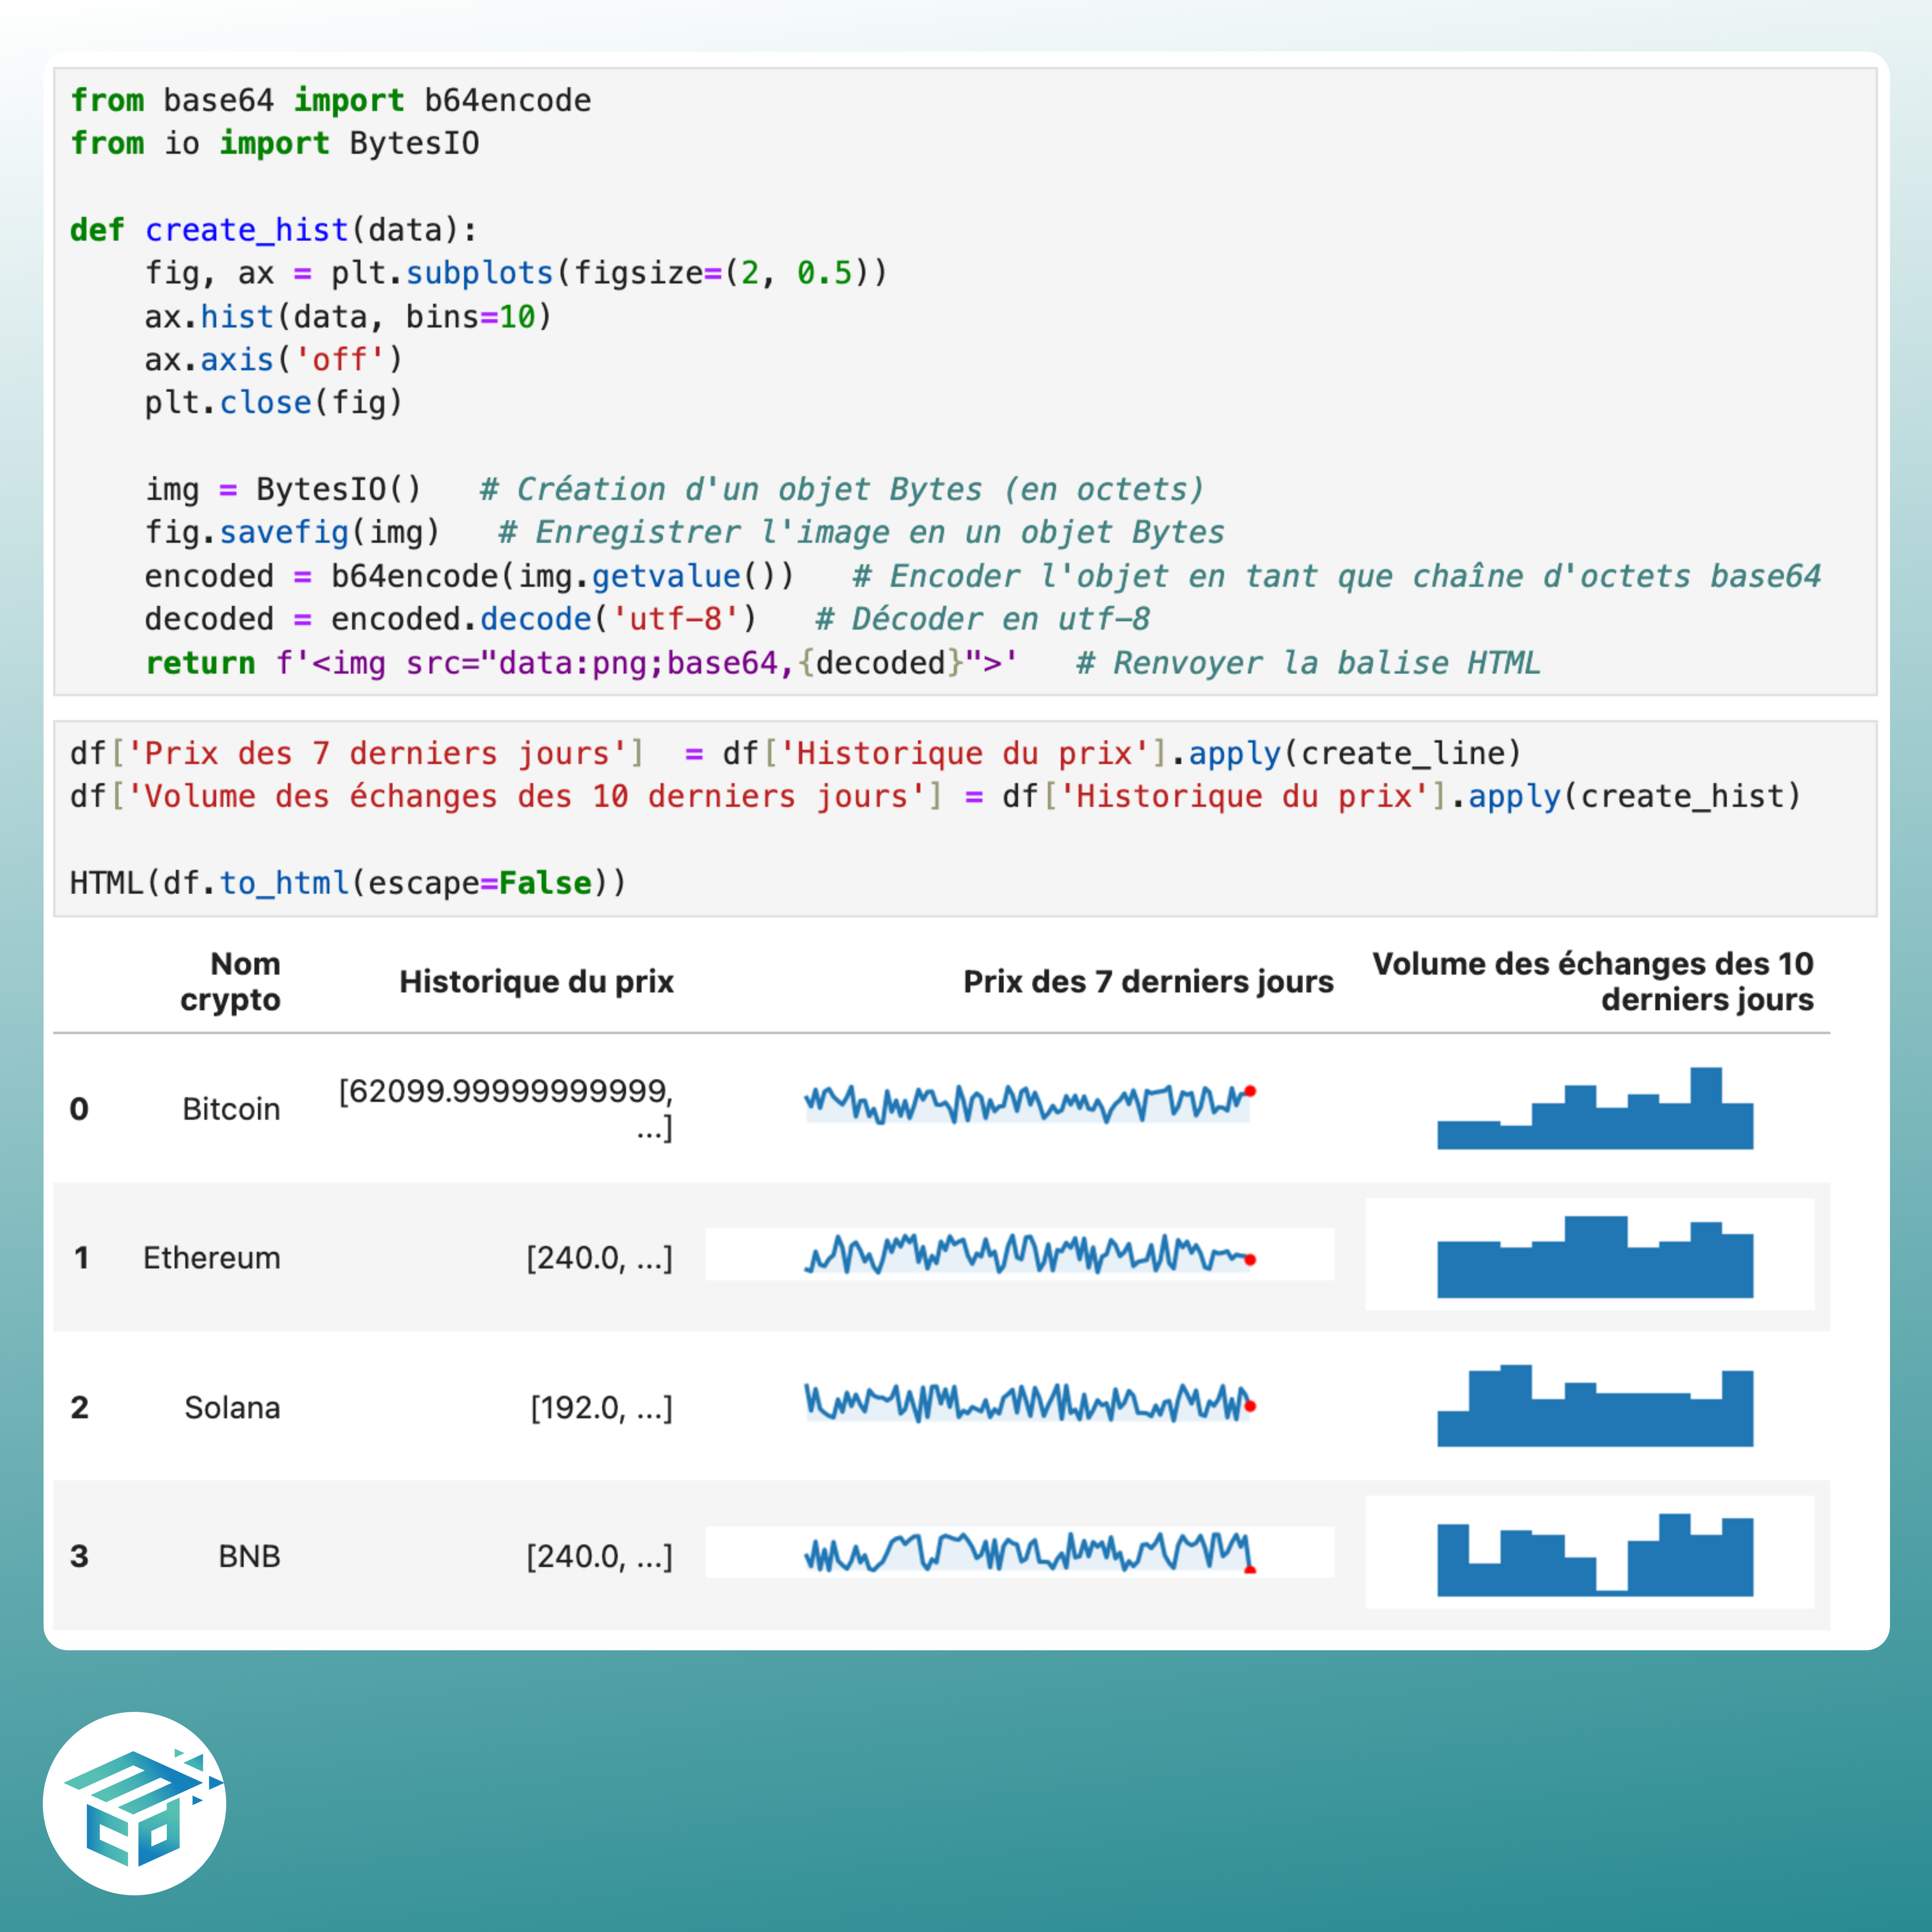 from base64 import b64encode
from io import BytesIO
def create_hist(data):
    fig, ax = plt.subplots(figsize=(2, 0.5))
    ax.hist(data, bins=10)
    ax.axis('off')
    plt.close(fig)
    img = BytesIO()   # Création d'un objet Bytes (en octets)
    fig.savefig(img)   # Enregistrer l'image en un objet Bytes
    encoded = b64encode(img.getvalue())   # Encoder l'objet en tant que chaîne d'octets base64
    decoded = encoded.decode('utf-8')   # Décoder en utf-8
    return f'<img src="data:png;base64,{decoded}">'   # Renvoyer la balise HTML
df['Prix des 7 derniers jours']  = df['Historique du prix'].apply(create_line)
df['Volume des échanges des 10 derniers jours'] = df['Historique du prix'].apply(create_hist)
HTML(df.to_html(escape=False))
Nom crypto
Historique du prix
Prix des 7 derniers jours
Volume des échanges des 10
derniers jours
0 Bitcoin [62099.99999999999,
...]
1 Ethereum [240.0, ...]
2 Solana [192.0, ...]
3 BNB [240.0, ...]